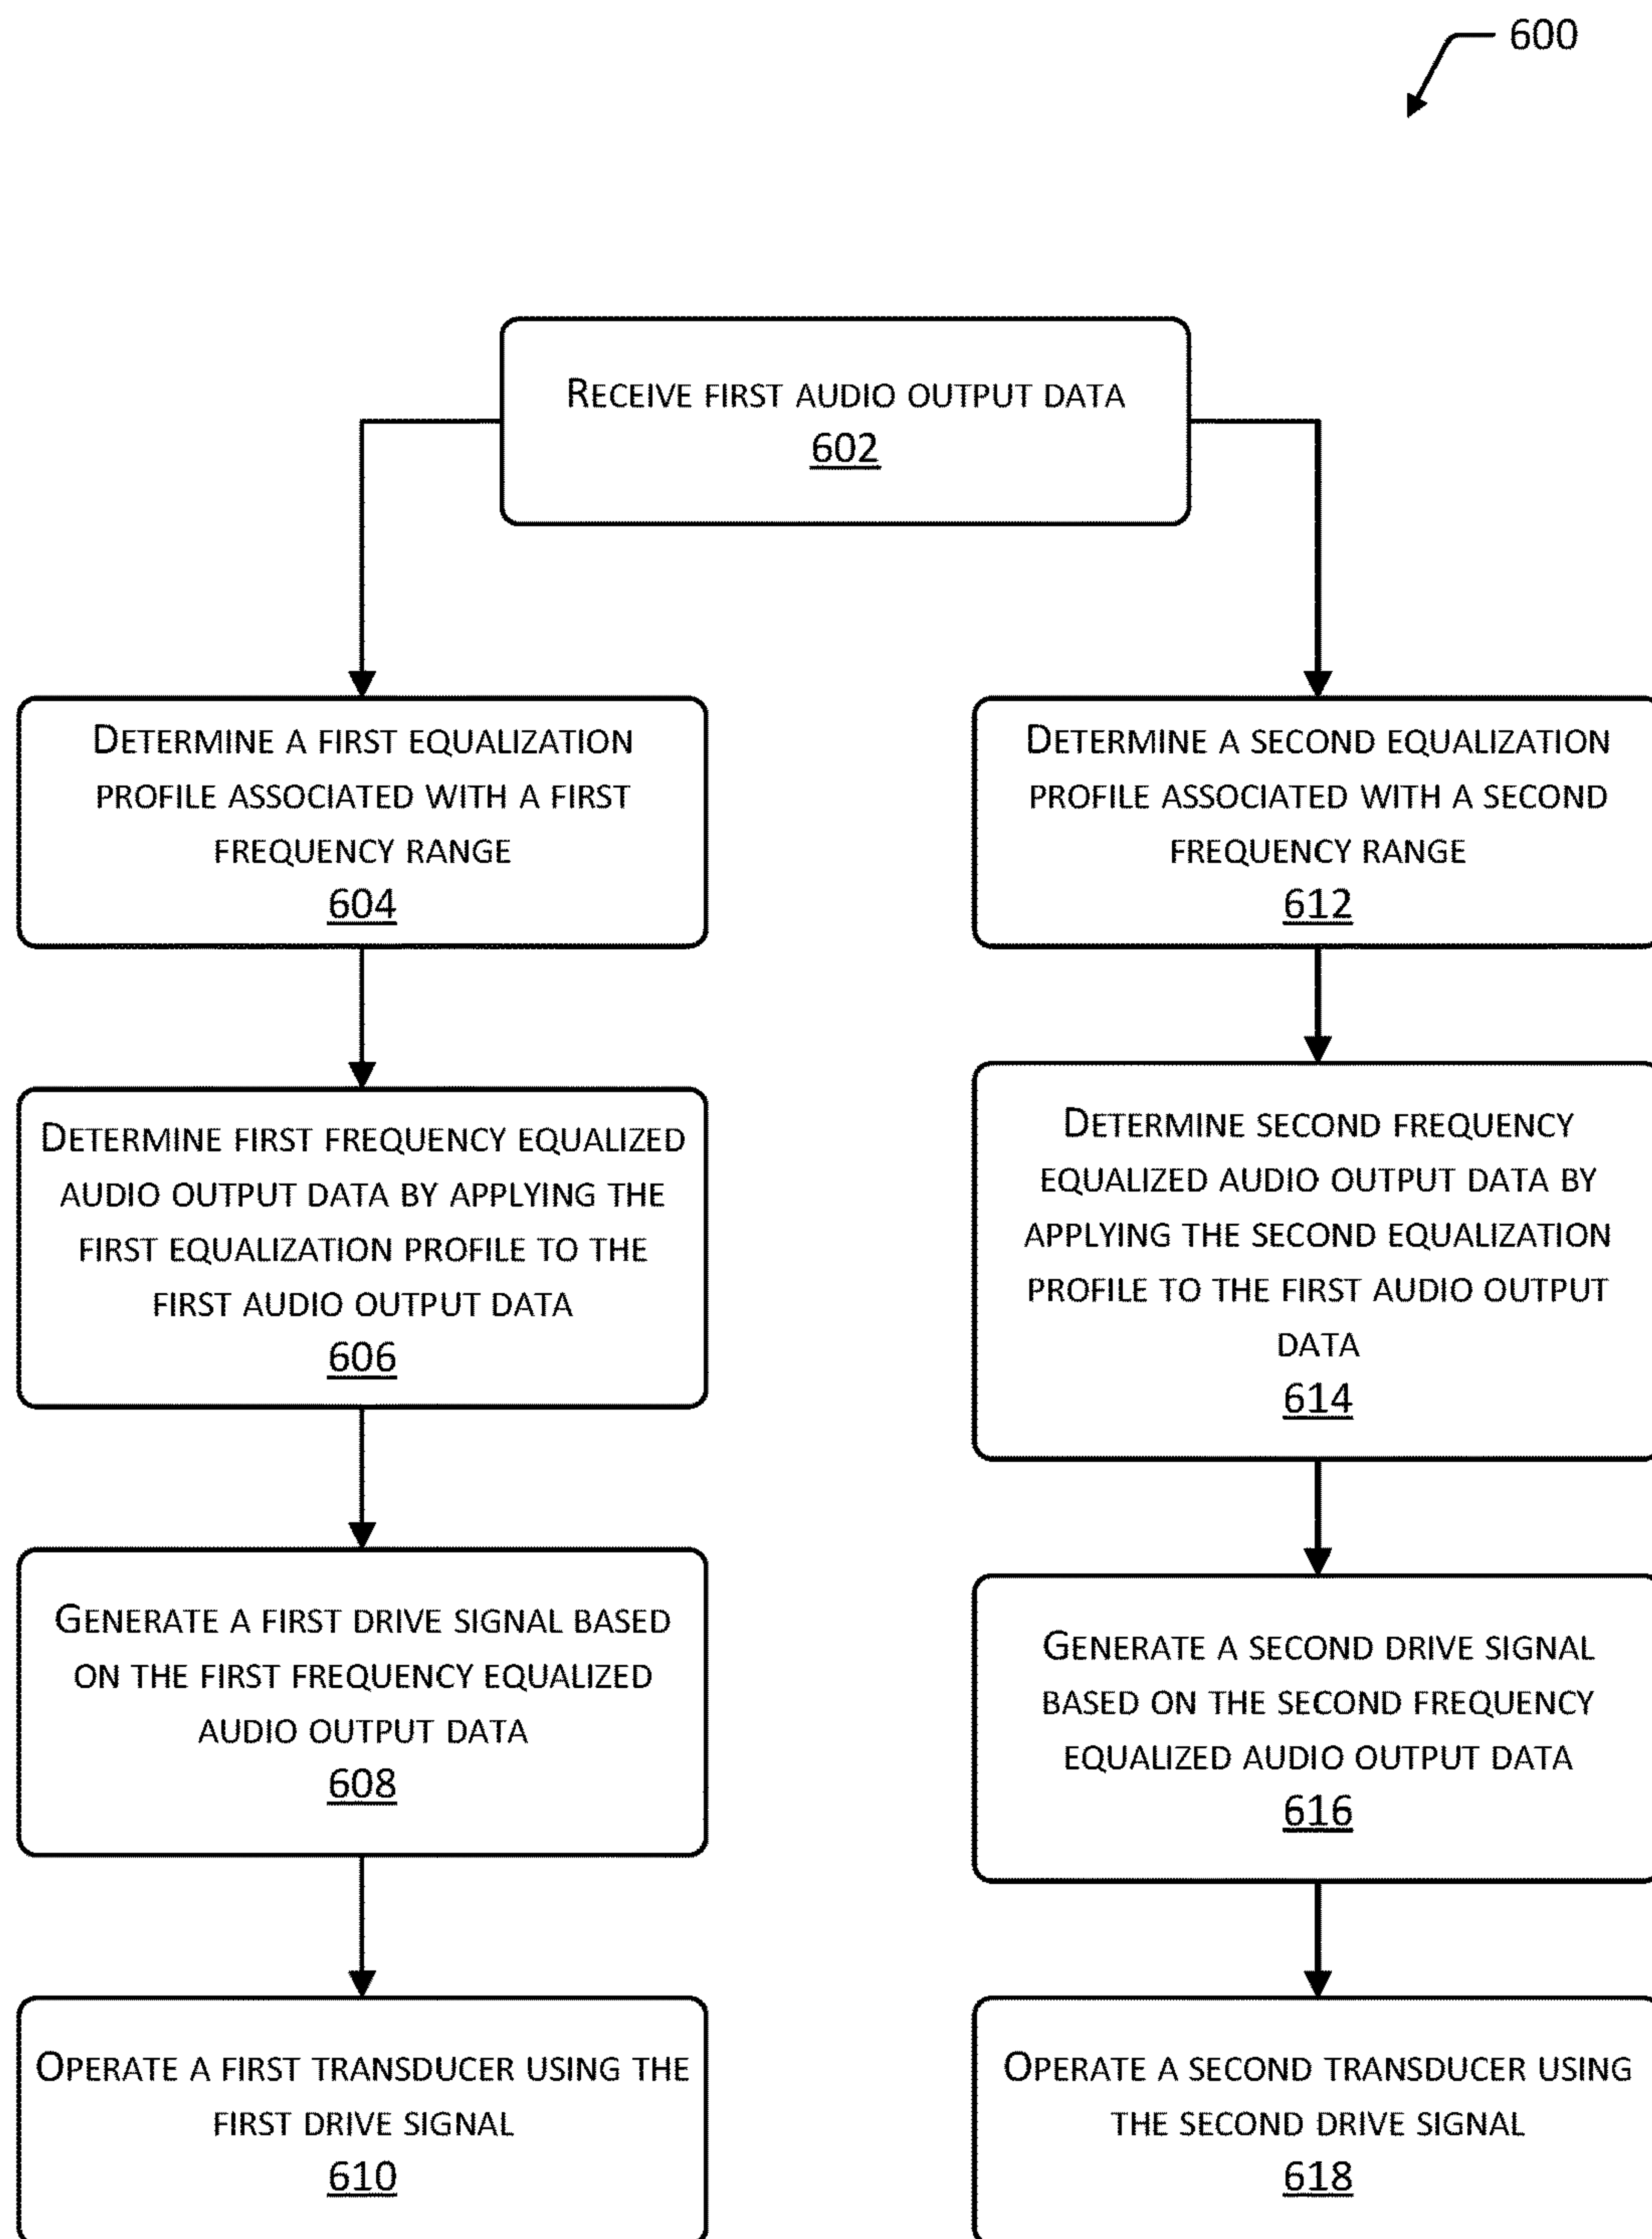 600
RECEIVE FIRST AUDIO OUTPUT DATA
602
DETERMINE A FIRST EQUALIZATION
PROFILE ASSOCIATED WITH A FIRST
FREQUENCY RANGE
604
DETERMINE FIRST FREQUENCY EQUALIZED
AUDIO OUTPUT DATA BY APPLYING THE
FIRST EQUALIZATION PROFILE TO THE
FIRST AUDIO OUTPUT DATA
606
GENERATE A FIRST DRIVE SIGNAL BASED
ON THE FIRST FREQUENCY EQUALIZED
AUDIO OUTPUT DATA
608
OPERATE A FIRST TRANSDUCER USING THE
FIRST DRIVE SIGNAL
610
DETERMINE A SECOND EQUALIZATION
PROFILE ASSOCIATED WITH A SECOND
FREQUENCY RANGE
612
DETERMINE SECOND FREQUENCY
EQUALIZED AUDIO OUTPUT DATA BY
APPLYING THE SECOND EQUALIZATION
PROFILE TO THE FIRST AUDIO OUTPUT
DATA
614
GENERATE A SECOND DRIVE SIGNAL
BASED ON THE SECOND FREQUENCY
EQUALIZED AUDIO OUTPUT DATA
616
OPERATE A SECOND TRANSDUCER USING
THE SECOND DRIVE SIGNAL
618